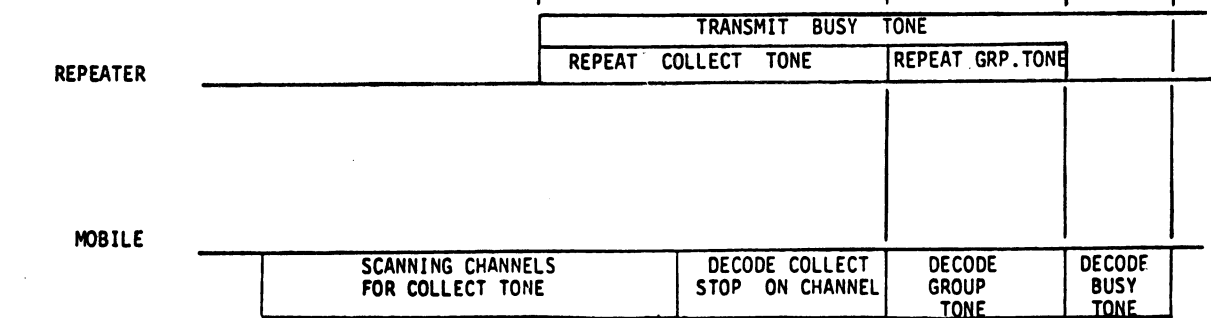 TRANSMIT BUSY TONE
REPEAT COLLECT TONE
REPEAT GRP.TONE
REPEATER
MOBILE
SCANNING CHANNELS
FOR COLLECT TONE
DECODE COLLECT
STOP ON CHANNEL
DECODE
GROUP
TONE
DECODE
BUSY
TONE